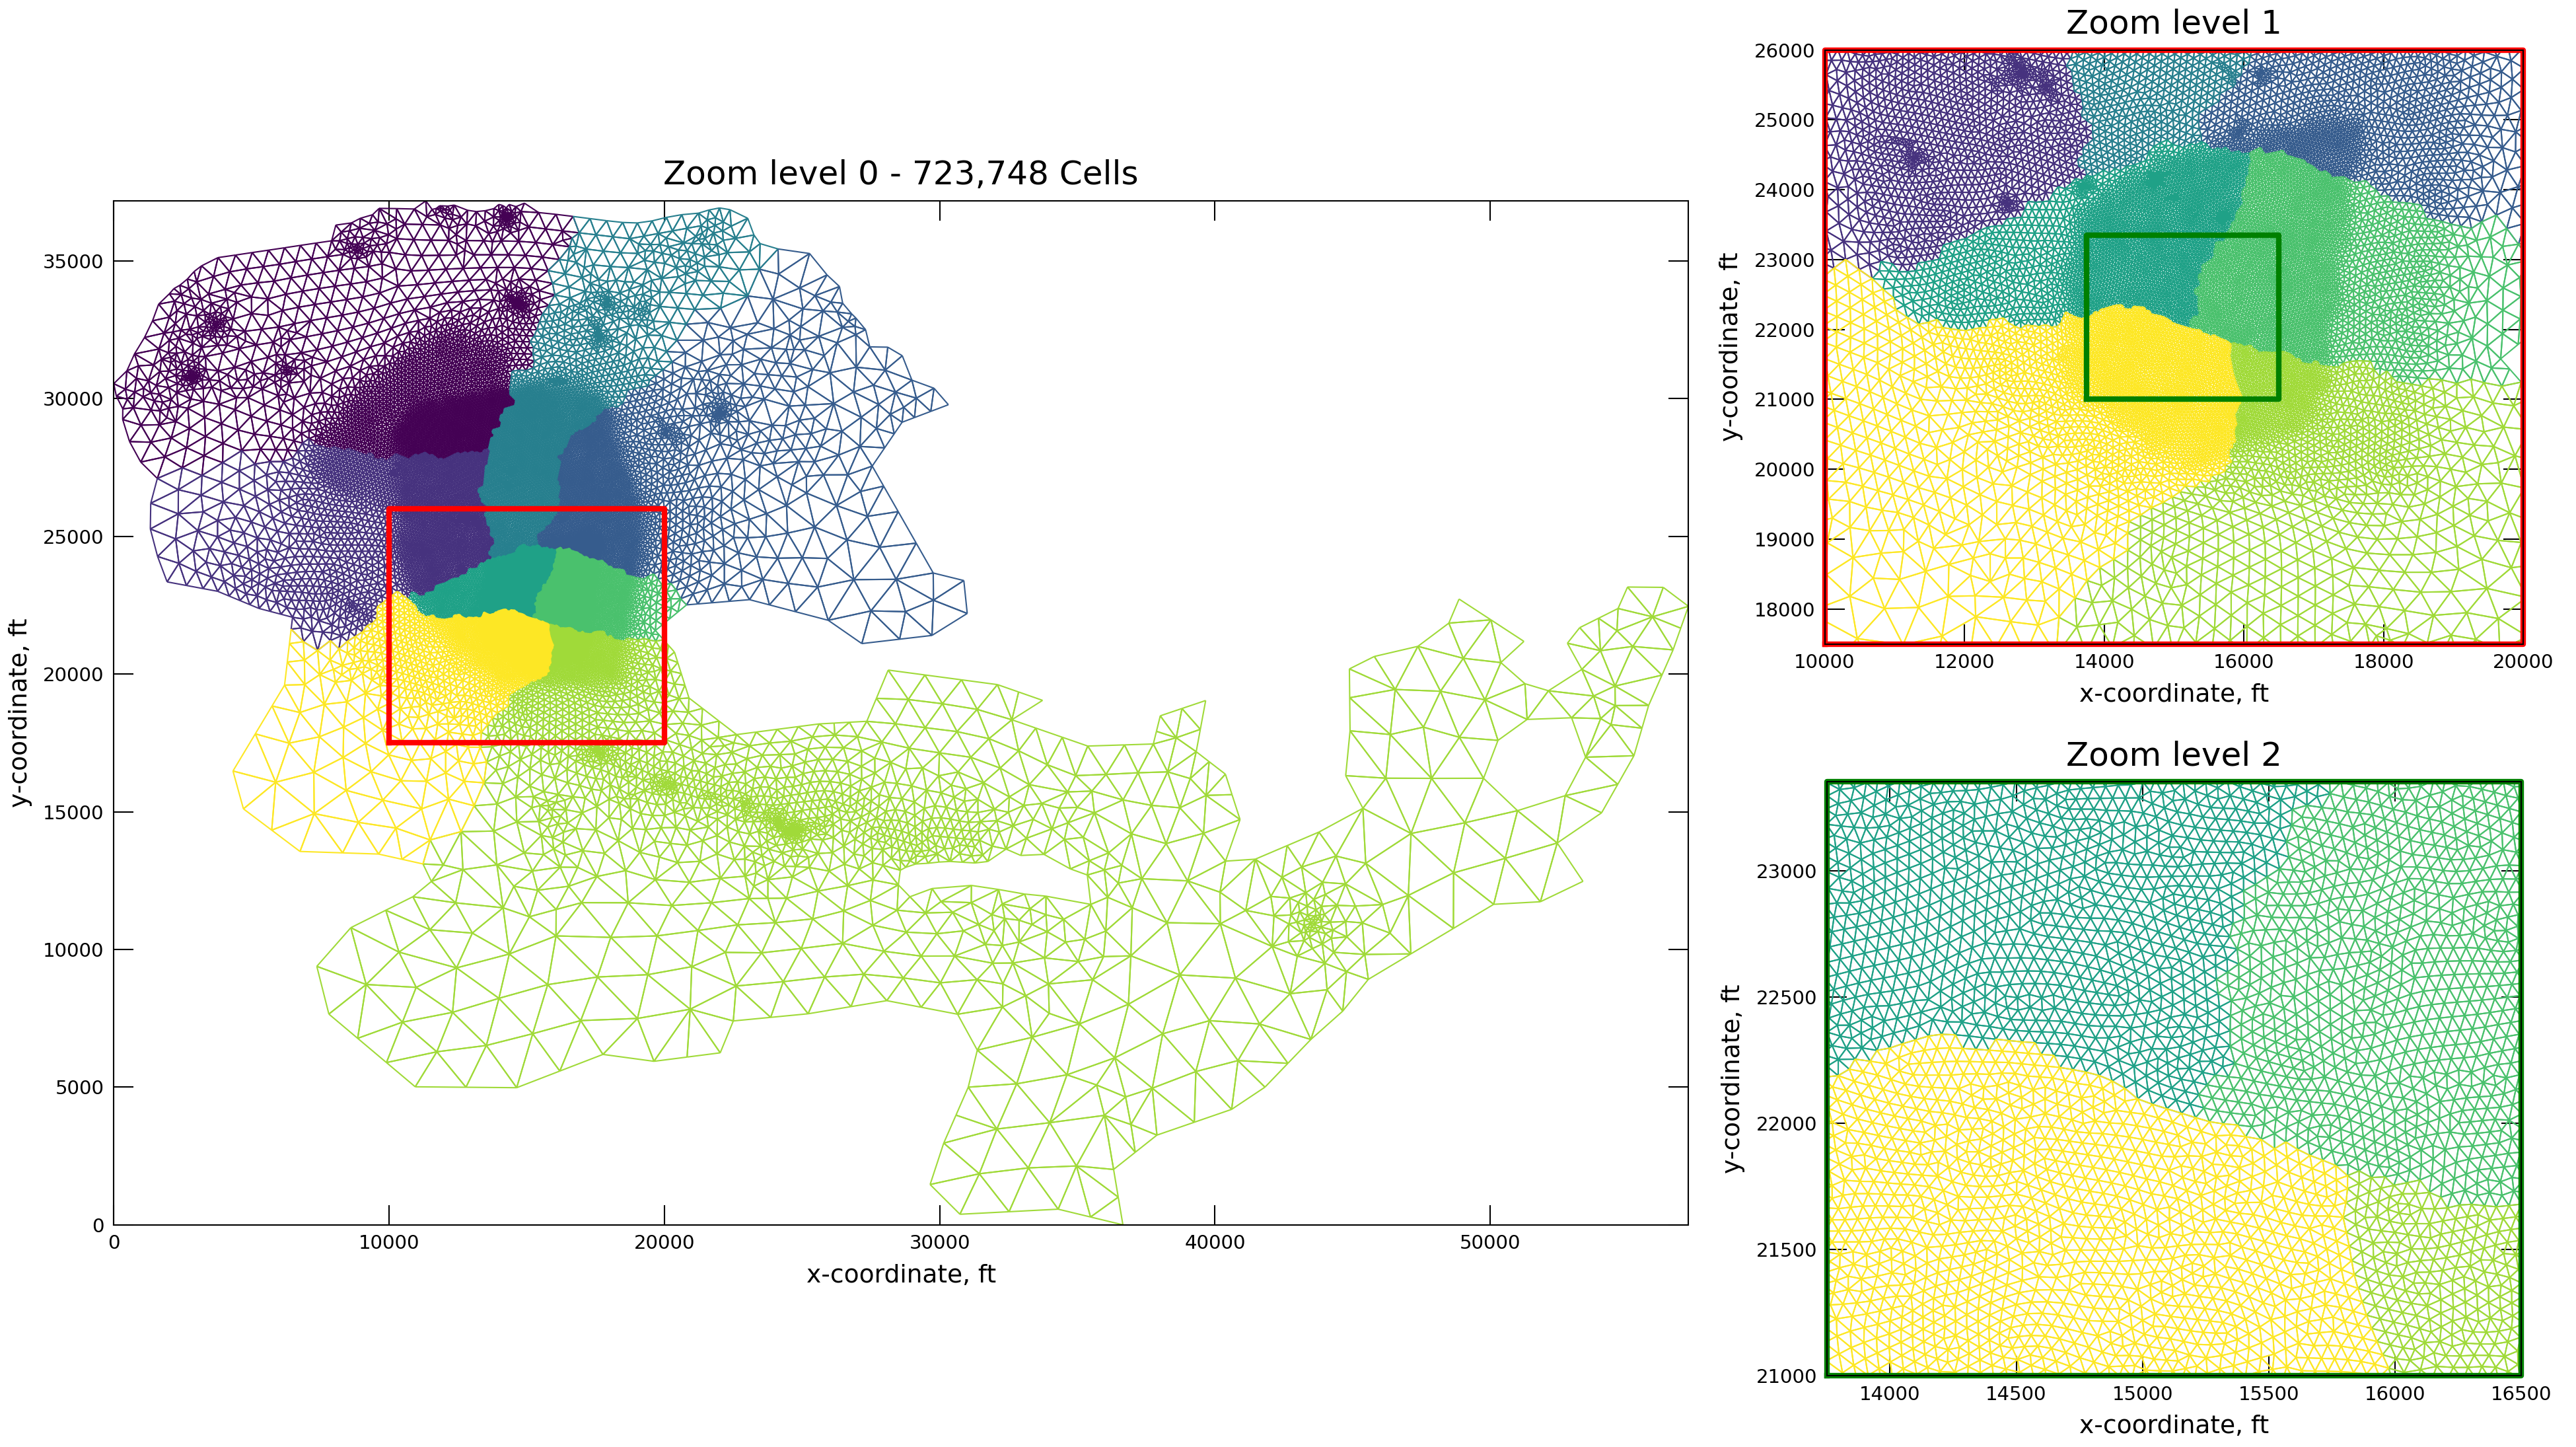 Zoom level 0 - 723,748 Cells
35000
30000
25000
20000
15000
10000
5000
0
y-coordinate, ft
0 10000 20000 30000 40000 50000
x-coordinate, ft
Zoom level 1
26000
25000
24000
23000
22000
21000
20000
19000
18000
y-coordinate, ft
10000 12000 14000 16000 18000 20000
x-coordinate, ft
Zoom level 2
23000
22500
22000
21500
21000
y-coordinate, ft
14000 14500 15000 15500 16000 16500
x-coordinate, ft